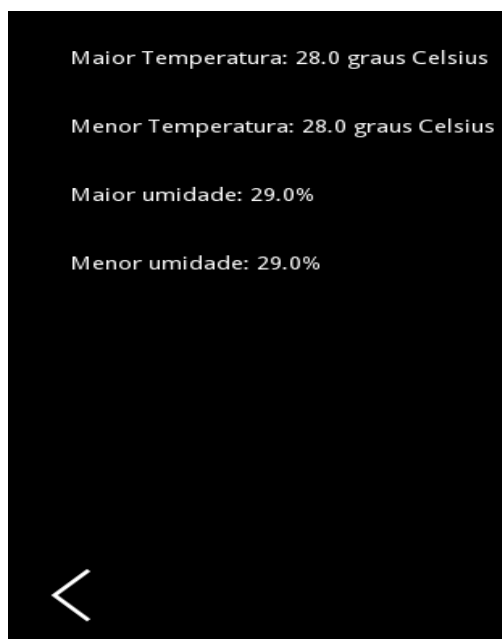 Maior Temperatura: 28.0 graus Celsius
Menor Temperatura: 28.0 graus Celsius
Maior umidade: 29.0%
Menor umidade: 29.0%